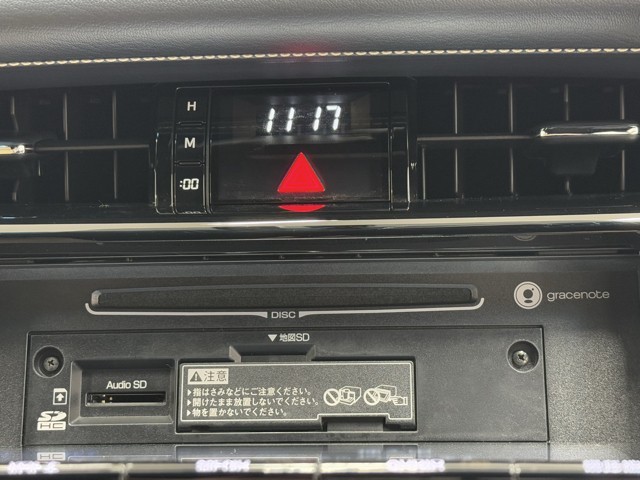 H
11:17
M
:00
DISC
gracenote
▼地図SD
Audio SD
SD
HC
⚠注意
▶指はさみなどにご注意ください。
▶開けたまま放置しないでください。
▶物を置かないでください。